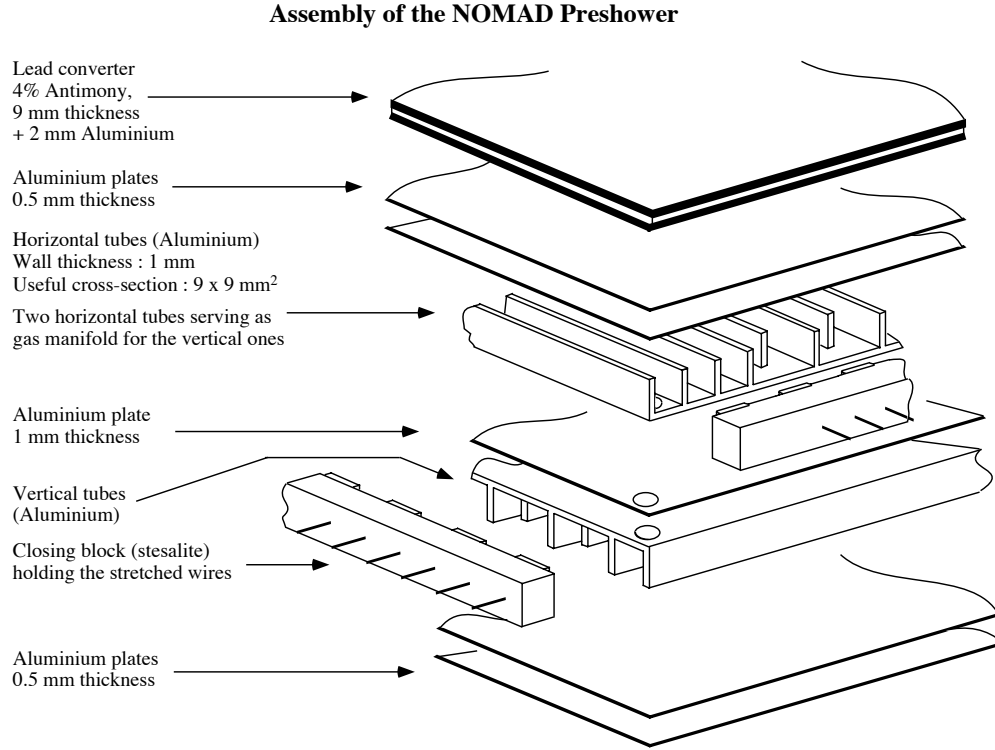 Assembly of the NOMAD Preshower
Lead converter
4% Antimony,
9 mm thickness
+ 2 mm Aluminium
Aluminium plates
0.5 mm thickness
Horizontal tubes (Aluminium)
Wall thickness : 1 mm
Useful cross-section : 9 x 9 mm²
Two horizontal tubes serving as
gas manifold for the vertical ones
Aluminium plate
1 mm thickness
Vertical tubes
(Aluminium)
Closing block (stesalite)
holding the stretched wires
Aluminium plates
0.5 mm thickness